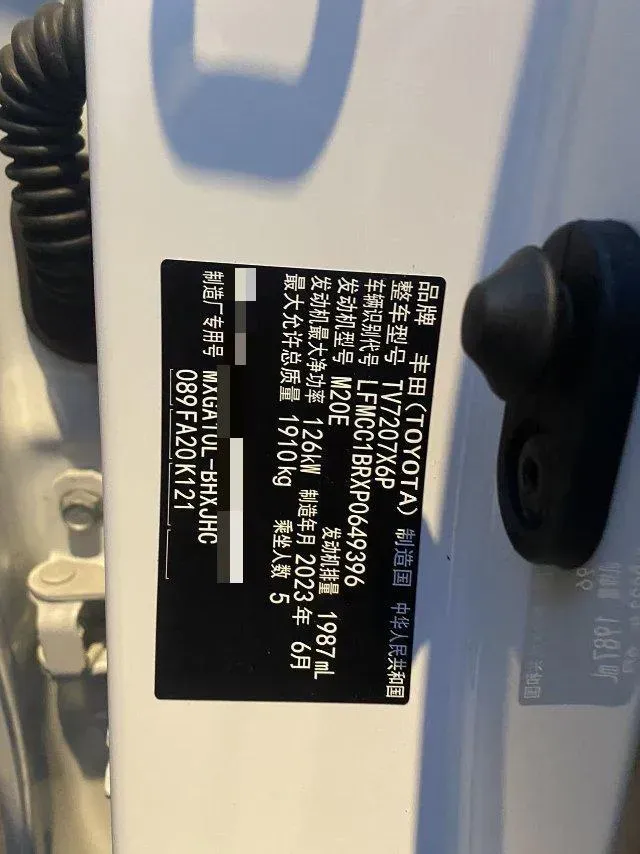 品牌 丰田(TOYOTA) 制造国 中华人民共和国
整车型号 TV7207X6P
车辆识别代号 LFMCC1BRXP0649396
发动机型号 M20E 发动机排量 1987mL
发动机最大净功率 126kW 制造年月 2023年 6月
最大允许总质量 1910kg 乘坐人数 5
制造厂专用号 MXGA10L-BHXJHC
089FA20K121